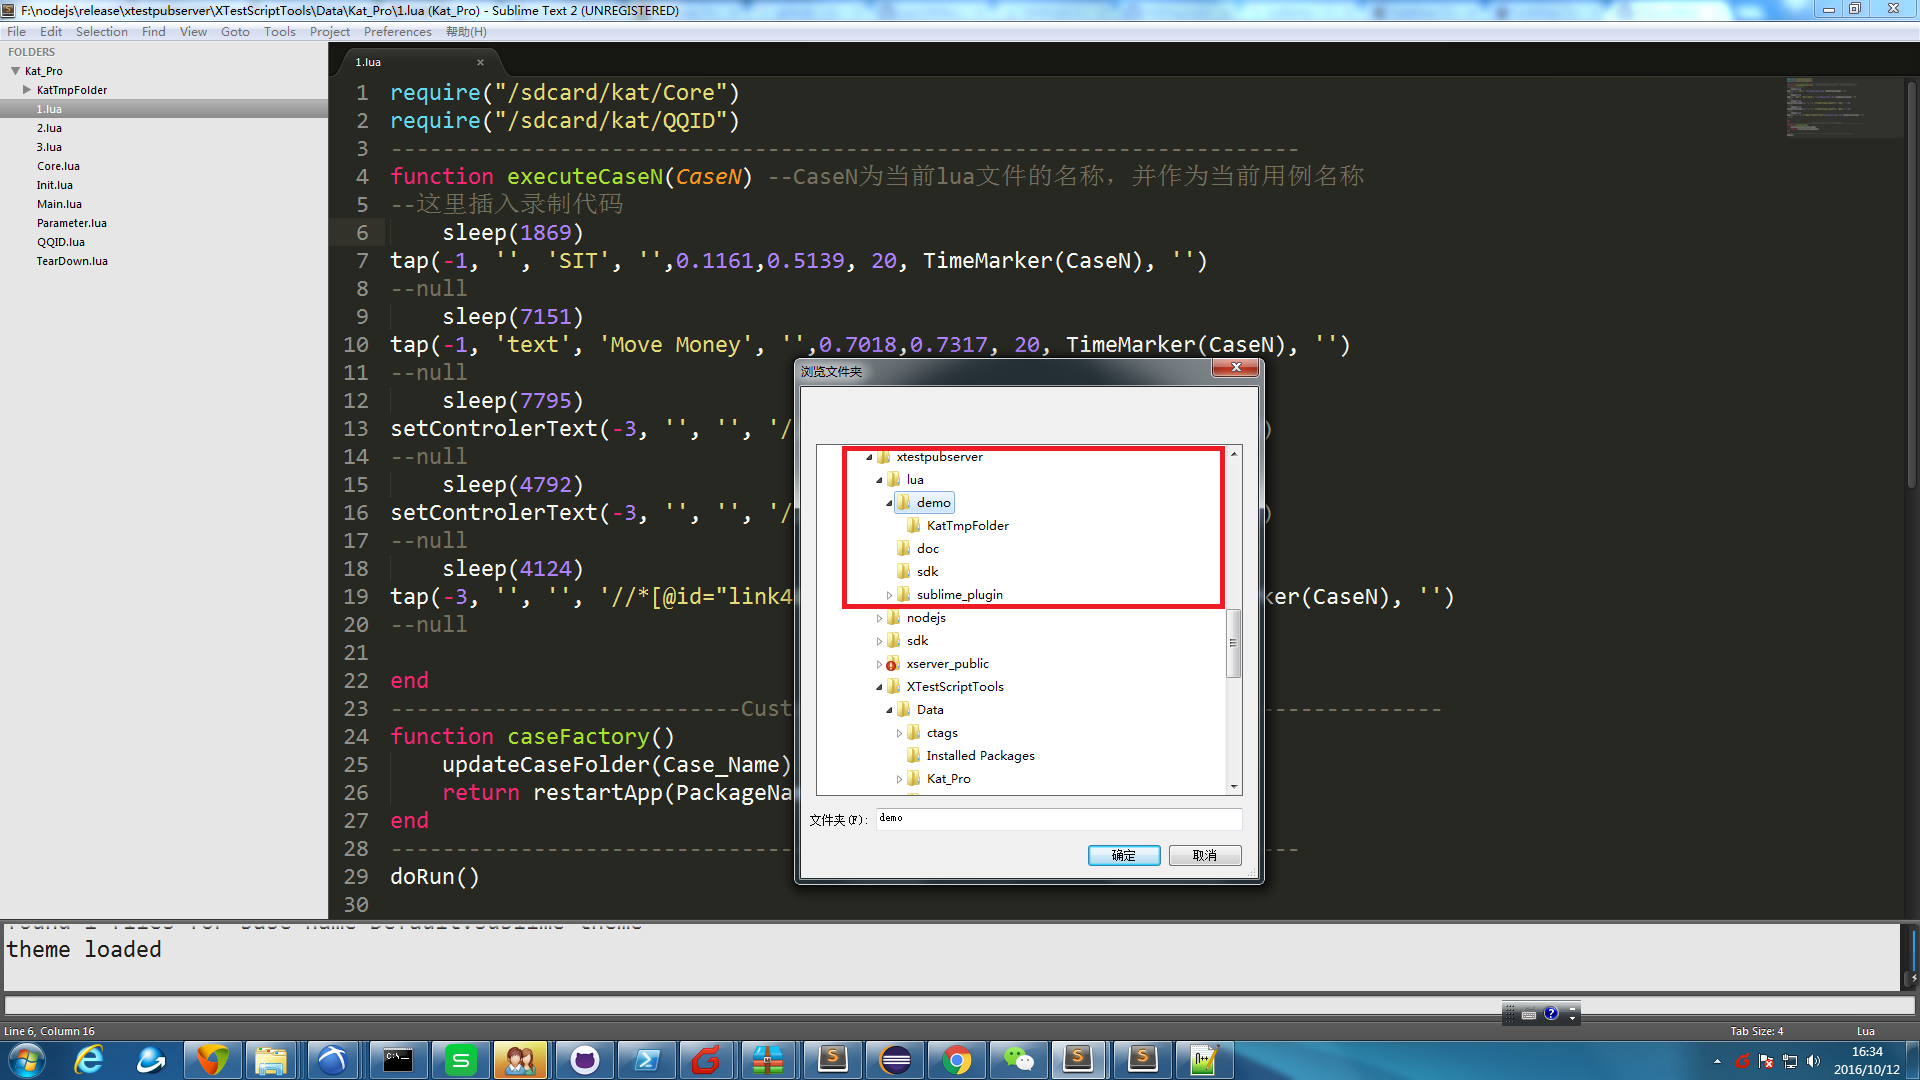 F:\nodejs\release\xtestpubserver\XTestScriptTools\Data\Kat_Pro\1.lua (Kat_Pro) - Sublime Text 2 (UNREGISTERED)
File Edit Selection Find View Goto Tools Project Preferences 帮助(H)
FOLDERS
Kat_Pro
KatTmpFolder
1.lua
2.lua
3.lua
Core.lua
Init.lua
Main.lua
Parameter.lua
QQID.lua
TearDown.lua
1.lua
1 require("/sdcard/kat/Core")
2 require("/sdcard/kat/QQID")
3 ----------------------------------------------------------------------
4 function executeCaseN(CaseN) --CaseN为当前lua文件的名称，并作为当前用例名称
5 --这里插入录制代码
6 sleep(1869)
7 tap(-1, '', 'SIT', '',0.1161,0.5139, 20, TimeMarker(CaseN), '')
8 --null
9 sleep(7151)
10 tap(-1, 'text', 'Move Money', '',0.7018,0.7317, 20, TimeMarker(CaseN), '')
11 --null
12 sleep(7795)
13 setControlerText(-3, '', '', '/ )
14 --null
15 sleep(4792)
16 setControlerText(-3, '', '', '/ )
17 --null
18 sleep(4124)
19 tap(-3, '', '', '//*[@id="link4 ker(CaseN), '')
20 --null
21
22 end
23 ---------------------------Cust --------------
24 function caseFactory()
25 updateCaseFolder(Case_Name)
26 return restartApp(PackageNa
27 end
28 ----------------------------------------------------------------------
29 doRun()
30
浏览文件夹
xtestpubserver
lua
demo
KatTmpFolder
doc
sdk
sublime_plugin
nodejs
sdk
xserver_public
XTestScriptTools
Data
ctags
Installed Packages
Kat_Pro
文件夹(F): demo
确定 取消
theme loaded
Line 6, Column 16 Tab Size: 4 Lua
16:34
2016/10/12